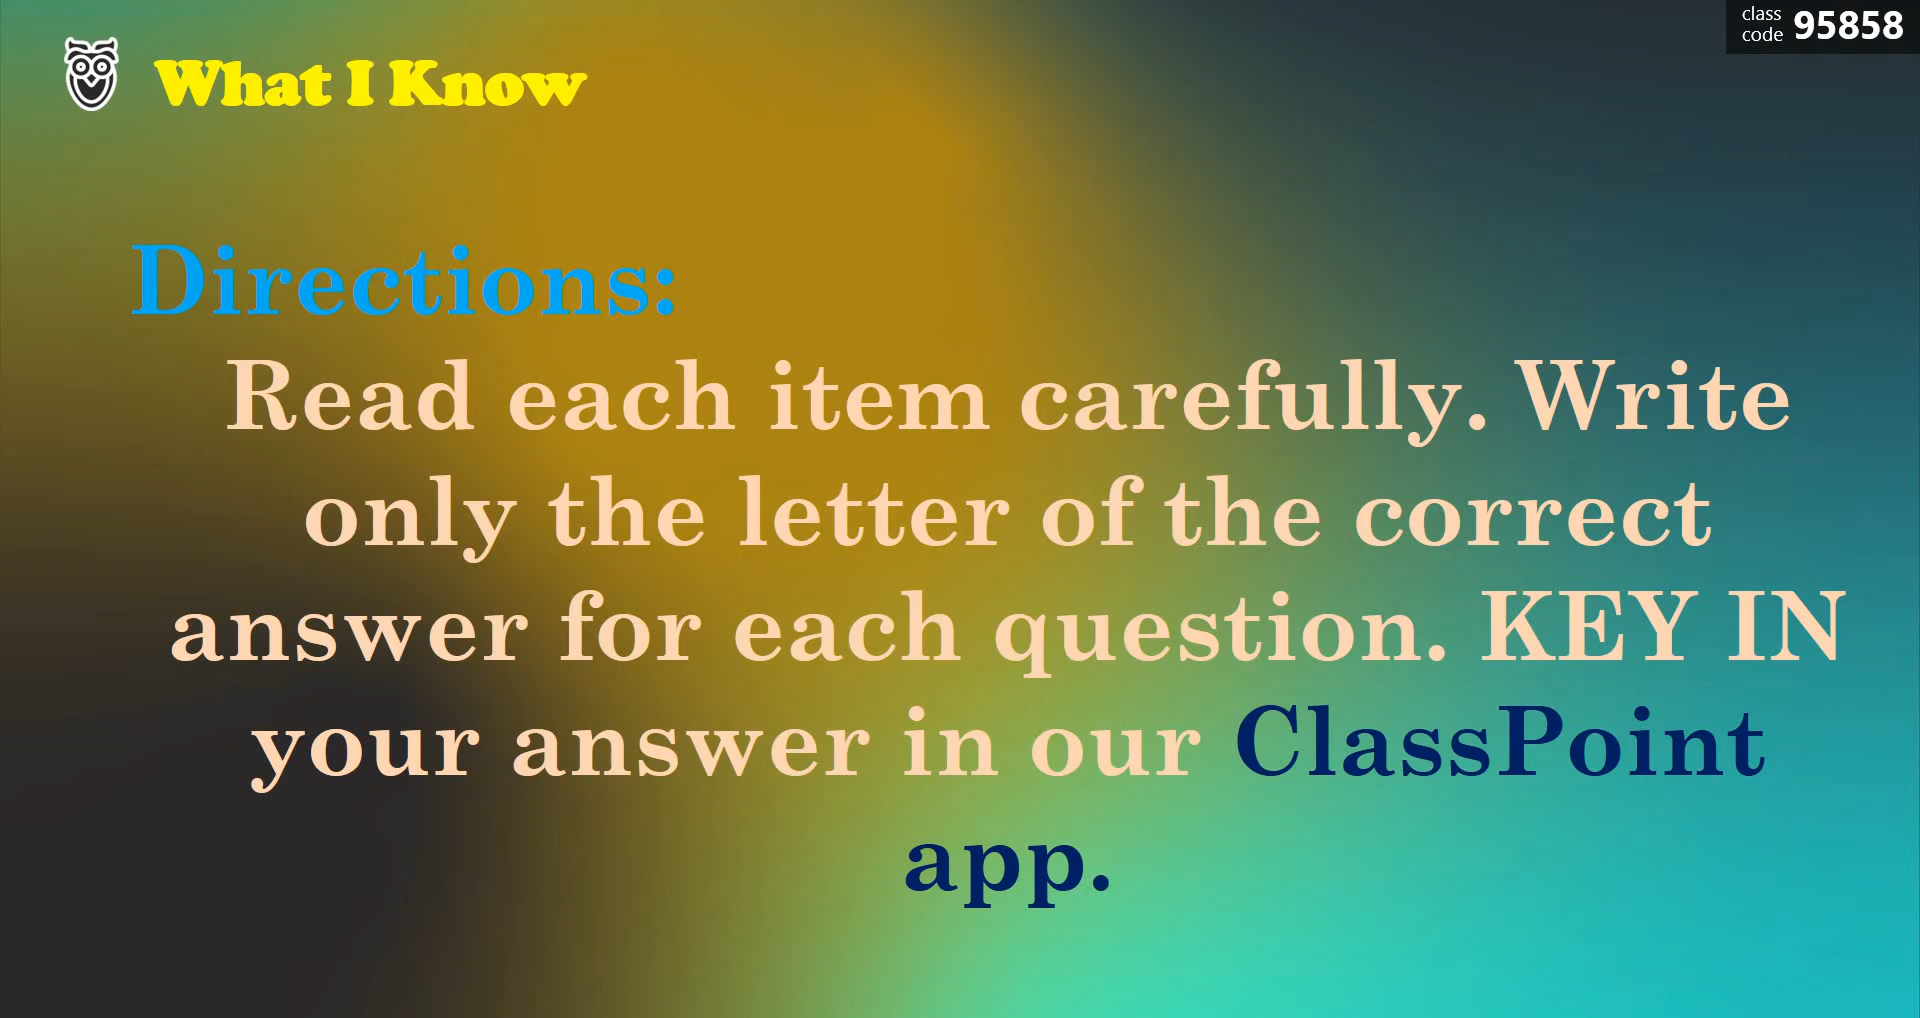 class
code 95858
What I Know
Directions:
Read each item carefully. Write
only the letter of the correct
answer for each question. KEY IN
your answer in our ClassPoint
app.